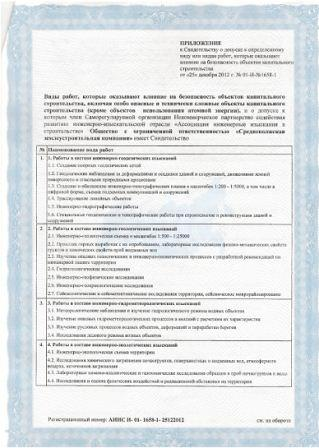 ПРИЛОЖЕНИЕ
к Свидетельству о допуске к определенному
виду или видам работ, которые оказывают
влияние на безопасность объектов капитального
строительства
от «25» декабря 2012 г. № 01-И-№1658-1
Виды работ, которые оказывают влияние на безопасность объектов капитального
строительства, включая особо опасные и технически сложные объекты капитального
строительства (кроме объектов использования атомной энергии), и о допуске к
которым член Саморегулируемой организации Некоммерческое партнерство содействия
развитию инженерно-изыскательской отрасли «Ассоциация инженерные изыскания в
строительстве» Общество с ограниченной ответственностью
землеустроительная компания» имеет Свидетельство
№ Наименование вида работ
1. 1. Работы в составе инженерно-геодезических изысканий
1.1. Создание опорных геодезических сетей
1.2. Геодезические наблюдения за деформациями и осадками зданий и сооружений, движениями земной
поверхности и опасными природными процессами
1.3. Создание и обновление инженерно-топографических планов в масштабах 1:200 - 1:5000, в том числе в
цифровой форме, съемка подземных коммуникаций и сооружений
1.4. Трассирование линейных объектов
1.5. Инженерно-гидрографические работы
1.6. Специальные геодезические и топографические работы при строительстве и реконструкции зданий и
сооружений
2. 2. Работы в составе инженерно-геологических изысканий
2.1. Инженерно-геологическая съемка в масштабах 1:500 - 1:25000
2.2. Проходка горных выработок с их опробованием, лабораторные исследования физико-механических свойств
грунтов и химических свойств проб подземных вод
2.3. Изучение опасных геологических и инженерно-геологических процессов с разработкой рекомендаций по
инженерной защите территории
2.4. Гидрогеологические исследования
2.5. Инженерно-геофизические исследования
2.6. Инженерно-геокриологические исследования
2.7. Сейсмологические и сейсмотектонические исследования территории, сейсмическое микрорайонирование
3. 3. Работы в составе инженерно-гидрометеорологических изысканий
3.1. Метеорологические наблюдения и изучение гидрологического режима водных объектов
3.2. Изучение опасных гидрометеорологических процессов и явлений с расчетами их характеристик
3.3. Изучение русловых процессов водных объектов, деформаций и переработки берегов
3.4. Исследования ледового режима водных объектов
4. 4. Работы в составе инженерно-экологических изысканий
4.1. Инженерно-экологическая съемка территории
4.2. Исследования химического загрязнения почвогрунтов, поверхностных и подземных вод, атмосферного
воздуха, источников загрязнения
4.3. Лабораторные химико-аналитические и газохимические исследования образцов и проб почвогрунтов и воды
4.4. Исследования и оценка физических воздействий и радиационной обстановки на территории
Регистрационный номер: АИИС И- 01- 1658-1- 25122012
см. на обороте